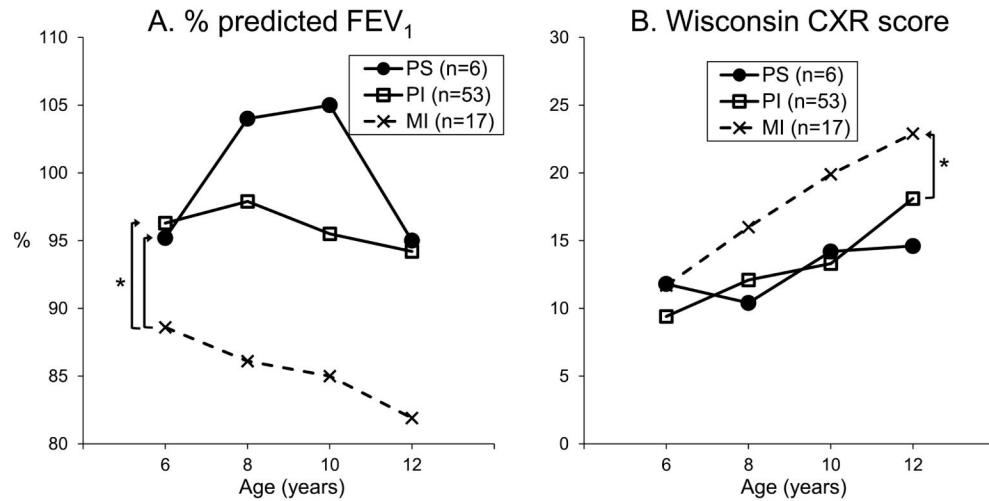 A. % predicted FEV₁
110
105
100
95
90
85
80
%
PS (n=6)
PI (n=53)
MI (n=17)
*
6 8 10 12
Age (years)
B. Wisconsin CXR score
30
25
20
15
10
5
0
PS (n=6)
PI (n=53)
MI (n=17)
*
6 8 10 12
Age (years)